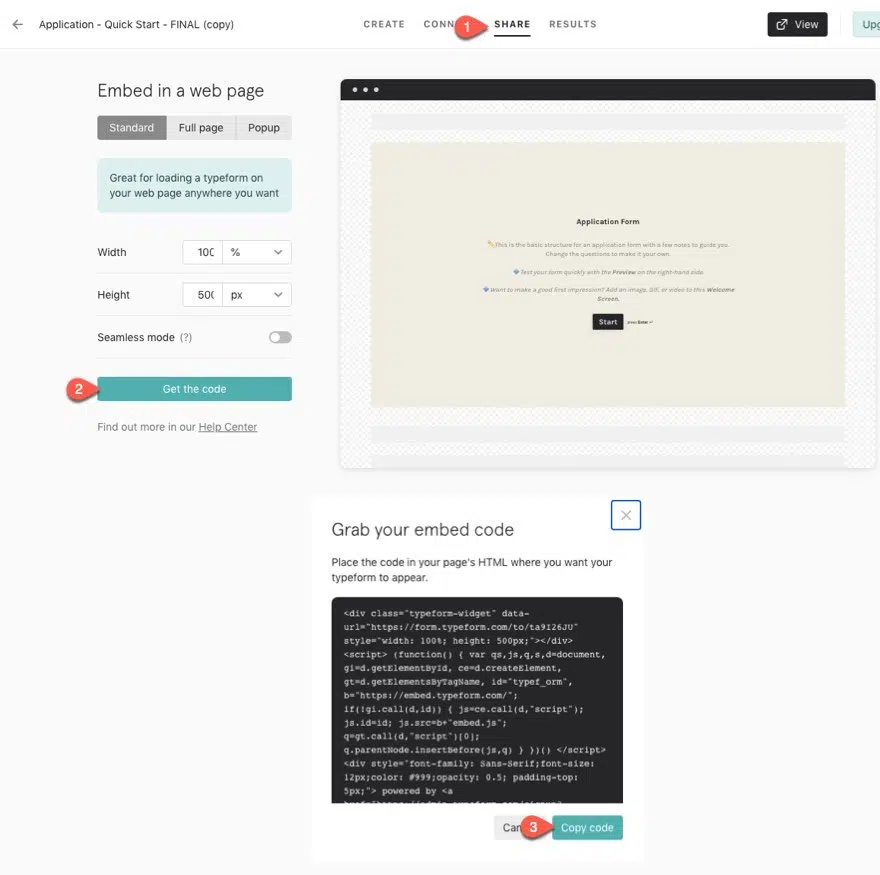 Application - Quick Start - FINAL (copy)
CREATE
CONN
1
SHARE
RESULTS
View
Upg
Embed in a web page
Standard
Full page
Popup
Great for loading a typeform on
your web page anywhere you want
Width
100
%
Height
500
px
Seamless mode (?)
2
Get the code
Find out more in our Help Center
Application Form
This is the basic structure for an application form with a few notes to guide you.
Change the questions to make it your own.
Test your form quickly with the Preview on the right-hand side.
Want to make a good first impression? Add an image, GIF, or video to this Welcome
Screen.
Start
press Enter ↵
Grab your embed code
Place the code in your page's HTML where you want your
typeform to appear.
<div class="typeform-widget" data-
url="https://form.typeform.com/to/ta9I26JU"
style="width: 100%; height: 500px;"></div>
<script> (function() { var qs,js,q,s,d=document,
gi=d.getElementById, ce=d.createElement,
gt=d.getElementsByTagName, id="typef_orm",
b="https://embed.typeform.com/";
if(!gi.call(d,id)) { js=ce.call(d,"script");
js.id=id; js.src=b+"embed.js";
q=gt.call(d,"script")[0];
q.parentNode.insertBefore(js,q) } })() </script>
<div style="font-family: Sans-Serif;font-size:
12px;color: #999;opacity: 0.5; padding-top:
5px;"> powered by <a
Can
3
Copy code